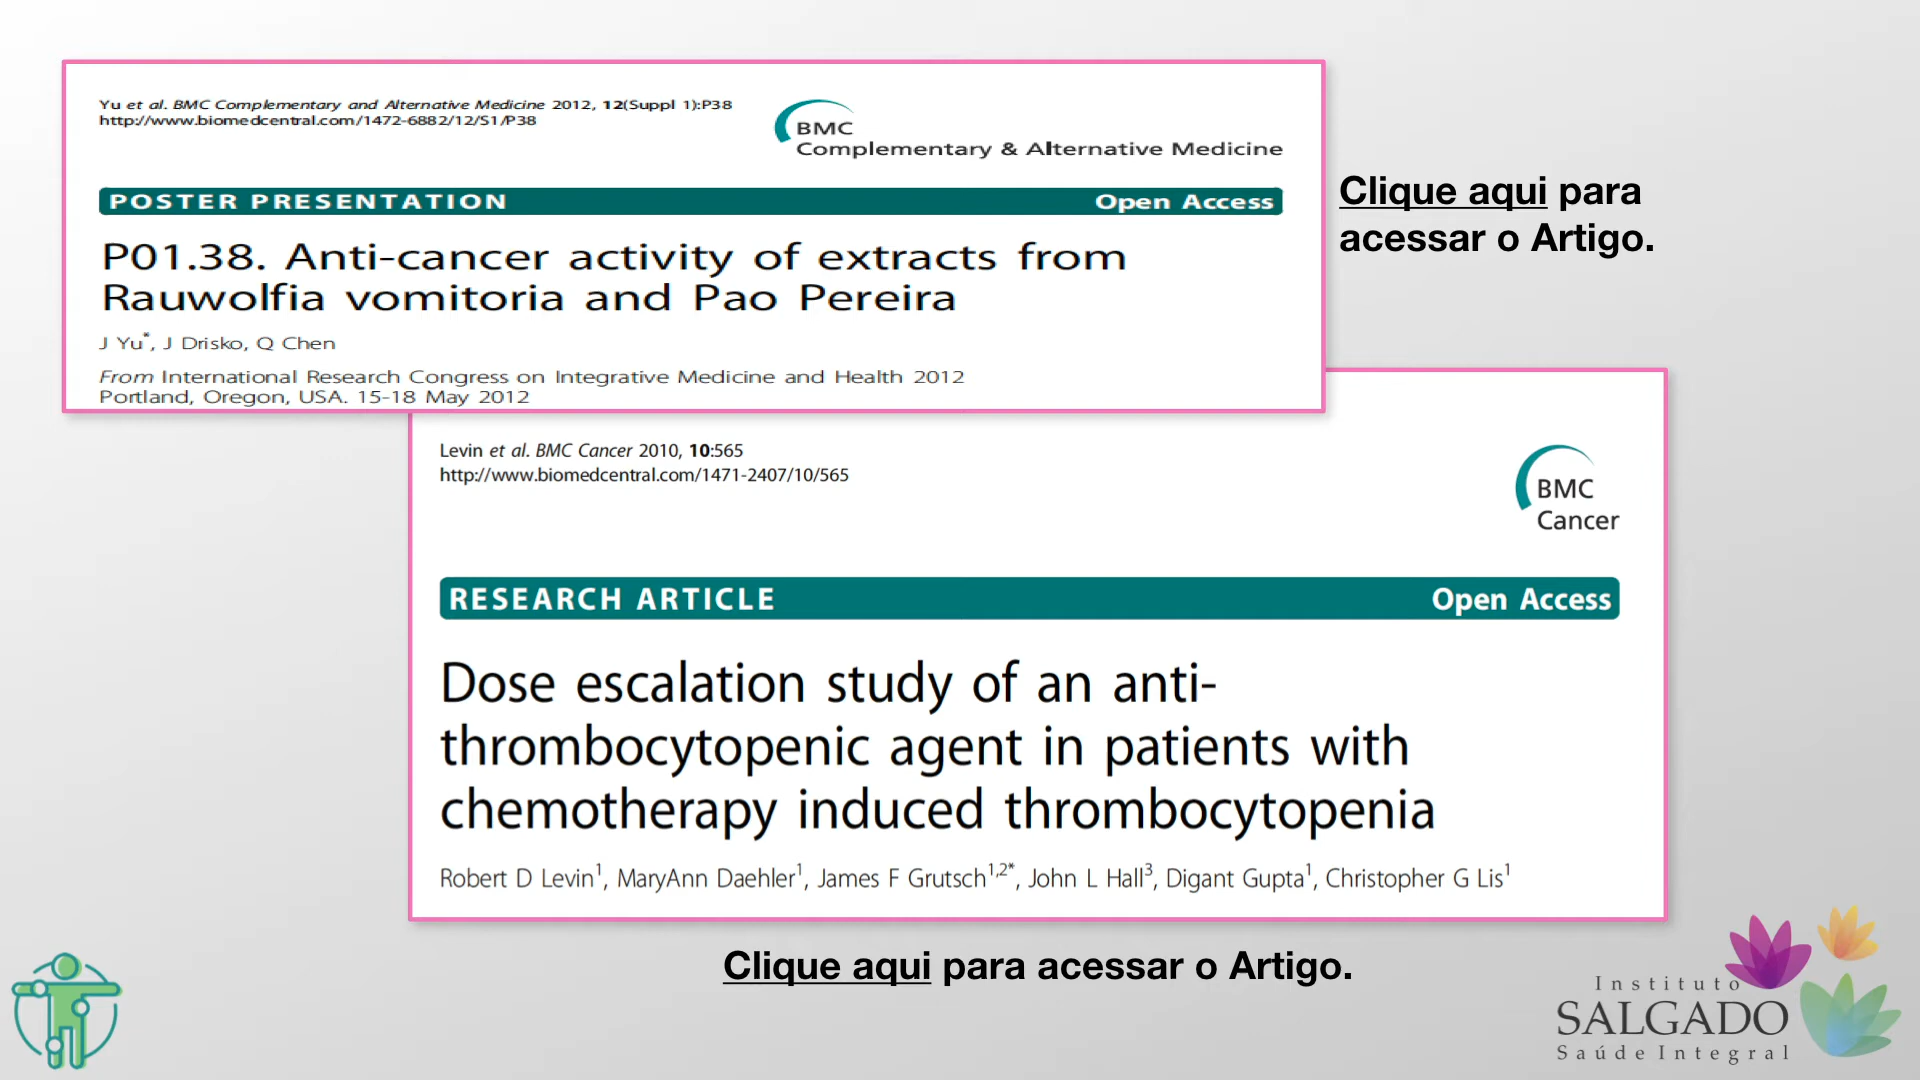 Yu et al. BMC Complementary and Alternative Medicine 2012, 12(Suppl 1):P38
http://www.biomedcentral.com/1472-6882/12/S1/P38
BMC
Complementary & Alternative Medicine
POSTER PRESENTATION Open Access
P01.38. Anti-cancer activity of extracts from
Rauwolfia vomitoria and Pao Pereira
J Yu*, J Drisko, Q Chen
From International Research Congress on Integrative Medicine and Health 2012
Portland, Oregon, USA. 15-18 May 2012
Clique aqui para
acessar o Artigo.
Levin et al. BMC Cancer 2010, 10:565
http://www.biomedcentral.com/1471-2407/10/565
BMC
Cancer
RESEARCH ARTICLE Open Access
Dose escalation study of an anti-
thrombocytopenic agent in patients with
chemotherapy induced thrombocytopenia
Robert D Levin1, MaryAnn Daehler1, James F Grutsch1,2*, John L Hall3, Digant Gupta1, Christopher G Lis1
Clique aqui para acessar o Artigo.
Instituto
SALGADO
Saúde Integral